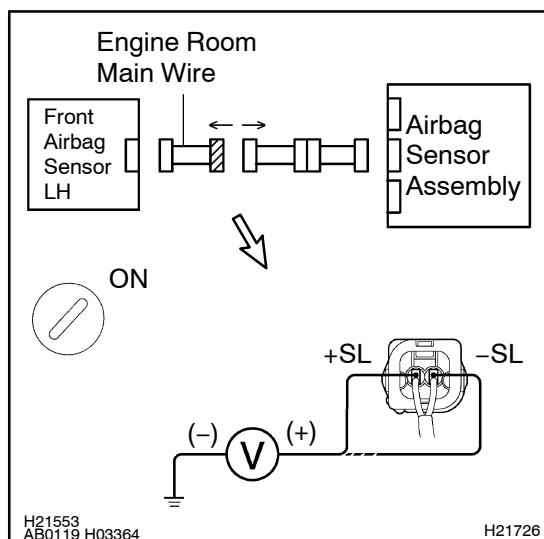 Engine Room
Main Wire
Front
Airbag
Sensor
LH
Airbag
Sensor
Assembly
ON
+SL
−SL
(−)
(+)
V
H21553
AB0119 H03364
H21726